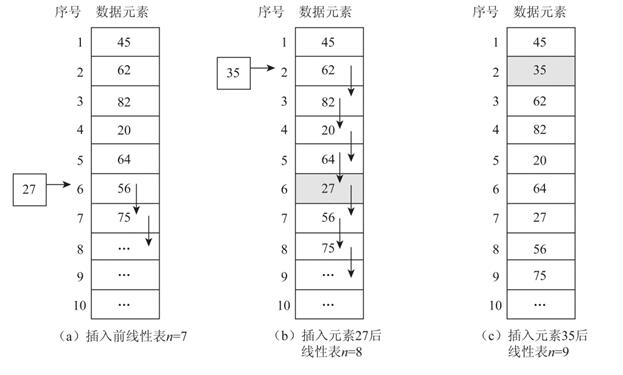 序号 数据元素
1 45
2 62
3 82
4 20
5 64
27 6 56
7 75
8 …
9 …
10 …
(a)插入前线性表n=7
序号 数据元素
1 45
35 2 62
3 82
4 20
5 64
6 27
7 56
8 75
9 …
10 …
(b)插入元素27后
线性表n=8
序号 数据元素
1 45
2 35
3 62
4 82
5 20
6 64
7 27
8 56
9 75
10 …
(c)插入元素35后
线性表n=9